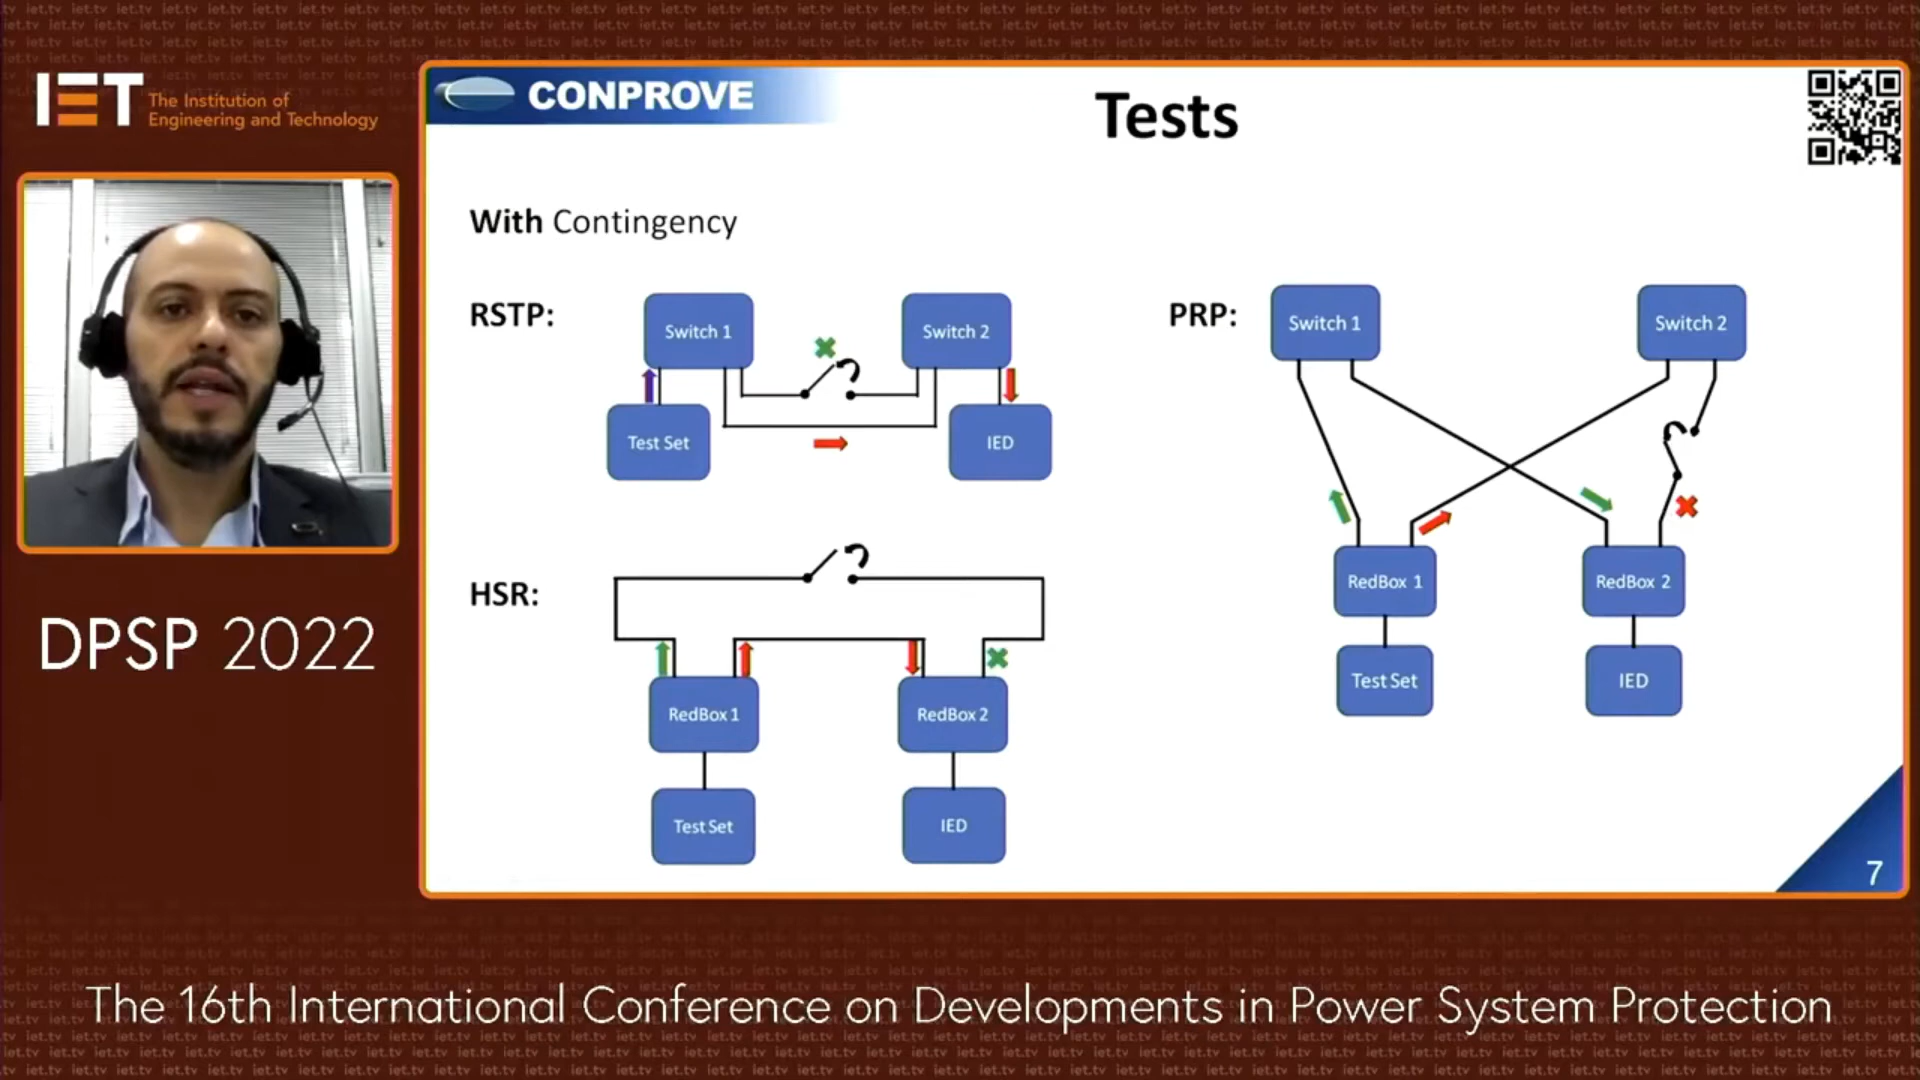 IET The Institution of
Engineering and Technology
CONPROVE
Tests
With Contingency
RSTP:
Switch 1
Switch 2
Test Set
IED
PRP:
Switch 1
Switch 2
RedBox 1
RedBox 2
Test Set
IED
HSR:
RedBox 1
RedBox 2
Test Set
IED
7
DPSP 2022
The 16th International Conference on Developments in Power System Protection
iet.tv